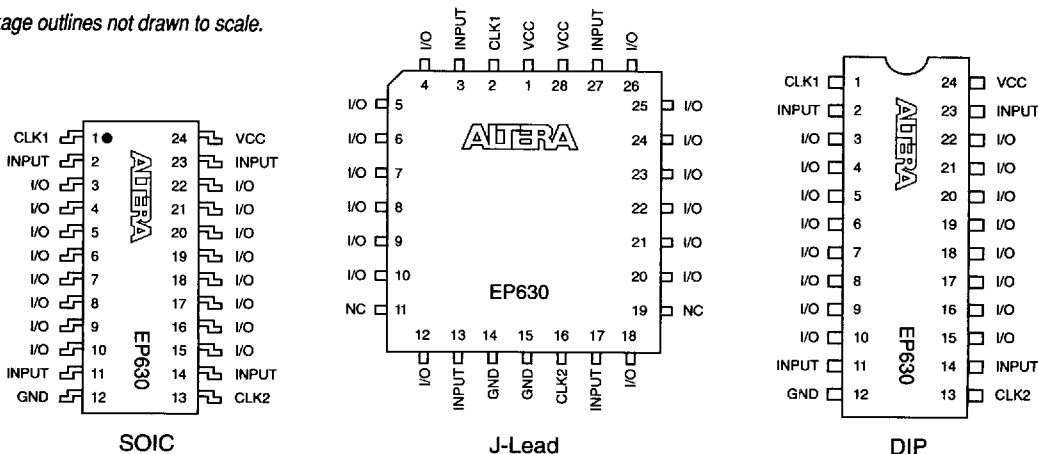 age outlines not drawn to scale.
CLK1 1 24 VCC
INPUT 2 23 INPUT
I/O 3 22 I/O
I/O 4 21 I/O
I/O 5 20 I/O
I/O 6 19 I/O
I/O 7 18 I/O
I/O 8 17 I/O
I/O 9 16 I/O
I/O 10 15 I/O
INPUT 11 14 INPUT
GND 12 13 CLK2
ALTERA
EP630
SOIC
I/O INPUT CLK1 VCC VCC INPUT I/O
4 3 2 1 28 27 26
I/O 5 25 I/O
I/O 6 24 I/O
I/O 7 23 I/O
I/O 8 22 I/O
I/O 9 21 I/O
I/O 10 20 I/O
NC 11 19 NC
ALTERA
EP630
12 13 14 15 16 17 18
I/O INPUT GND GND CLK2 INPUT I/O
J-Lead
CLK1 1 24 VCC
INPUT 2 23 INPUT
I/O 3 22 I/O
I/O 4 21 I/O
I/O 5 20 I/O
I/O 6 19 I/O
I/O 7 18 I/O
I/O 8 17 I/O
I/O 9 16 I/O
I/O 10 15 I/O
INPUT 11 14 INPUT
GND 12 13 CLK2
ALTERA
EP630
DIP